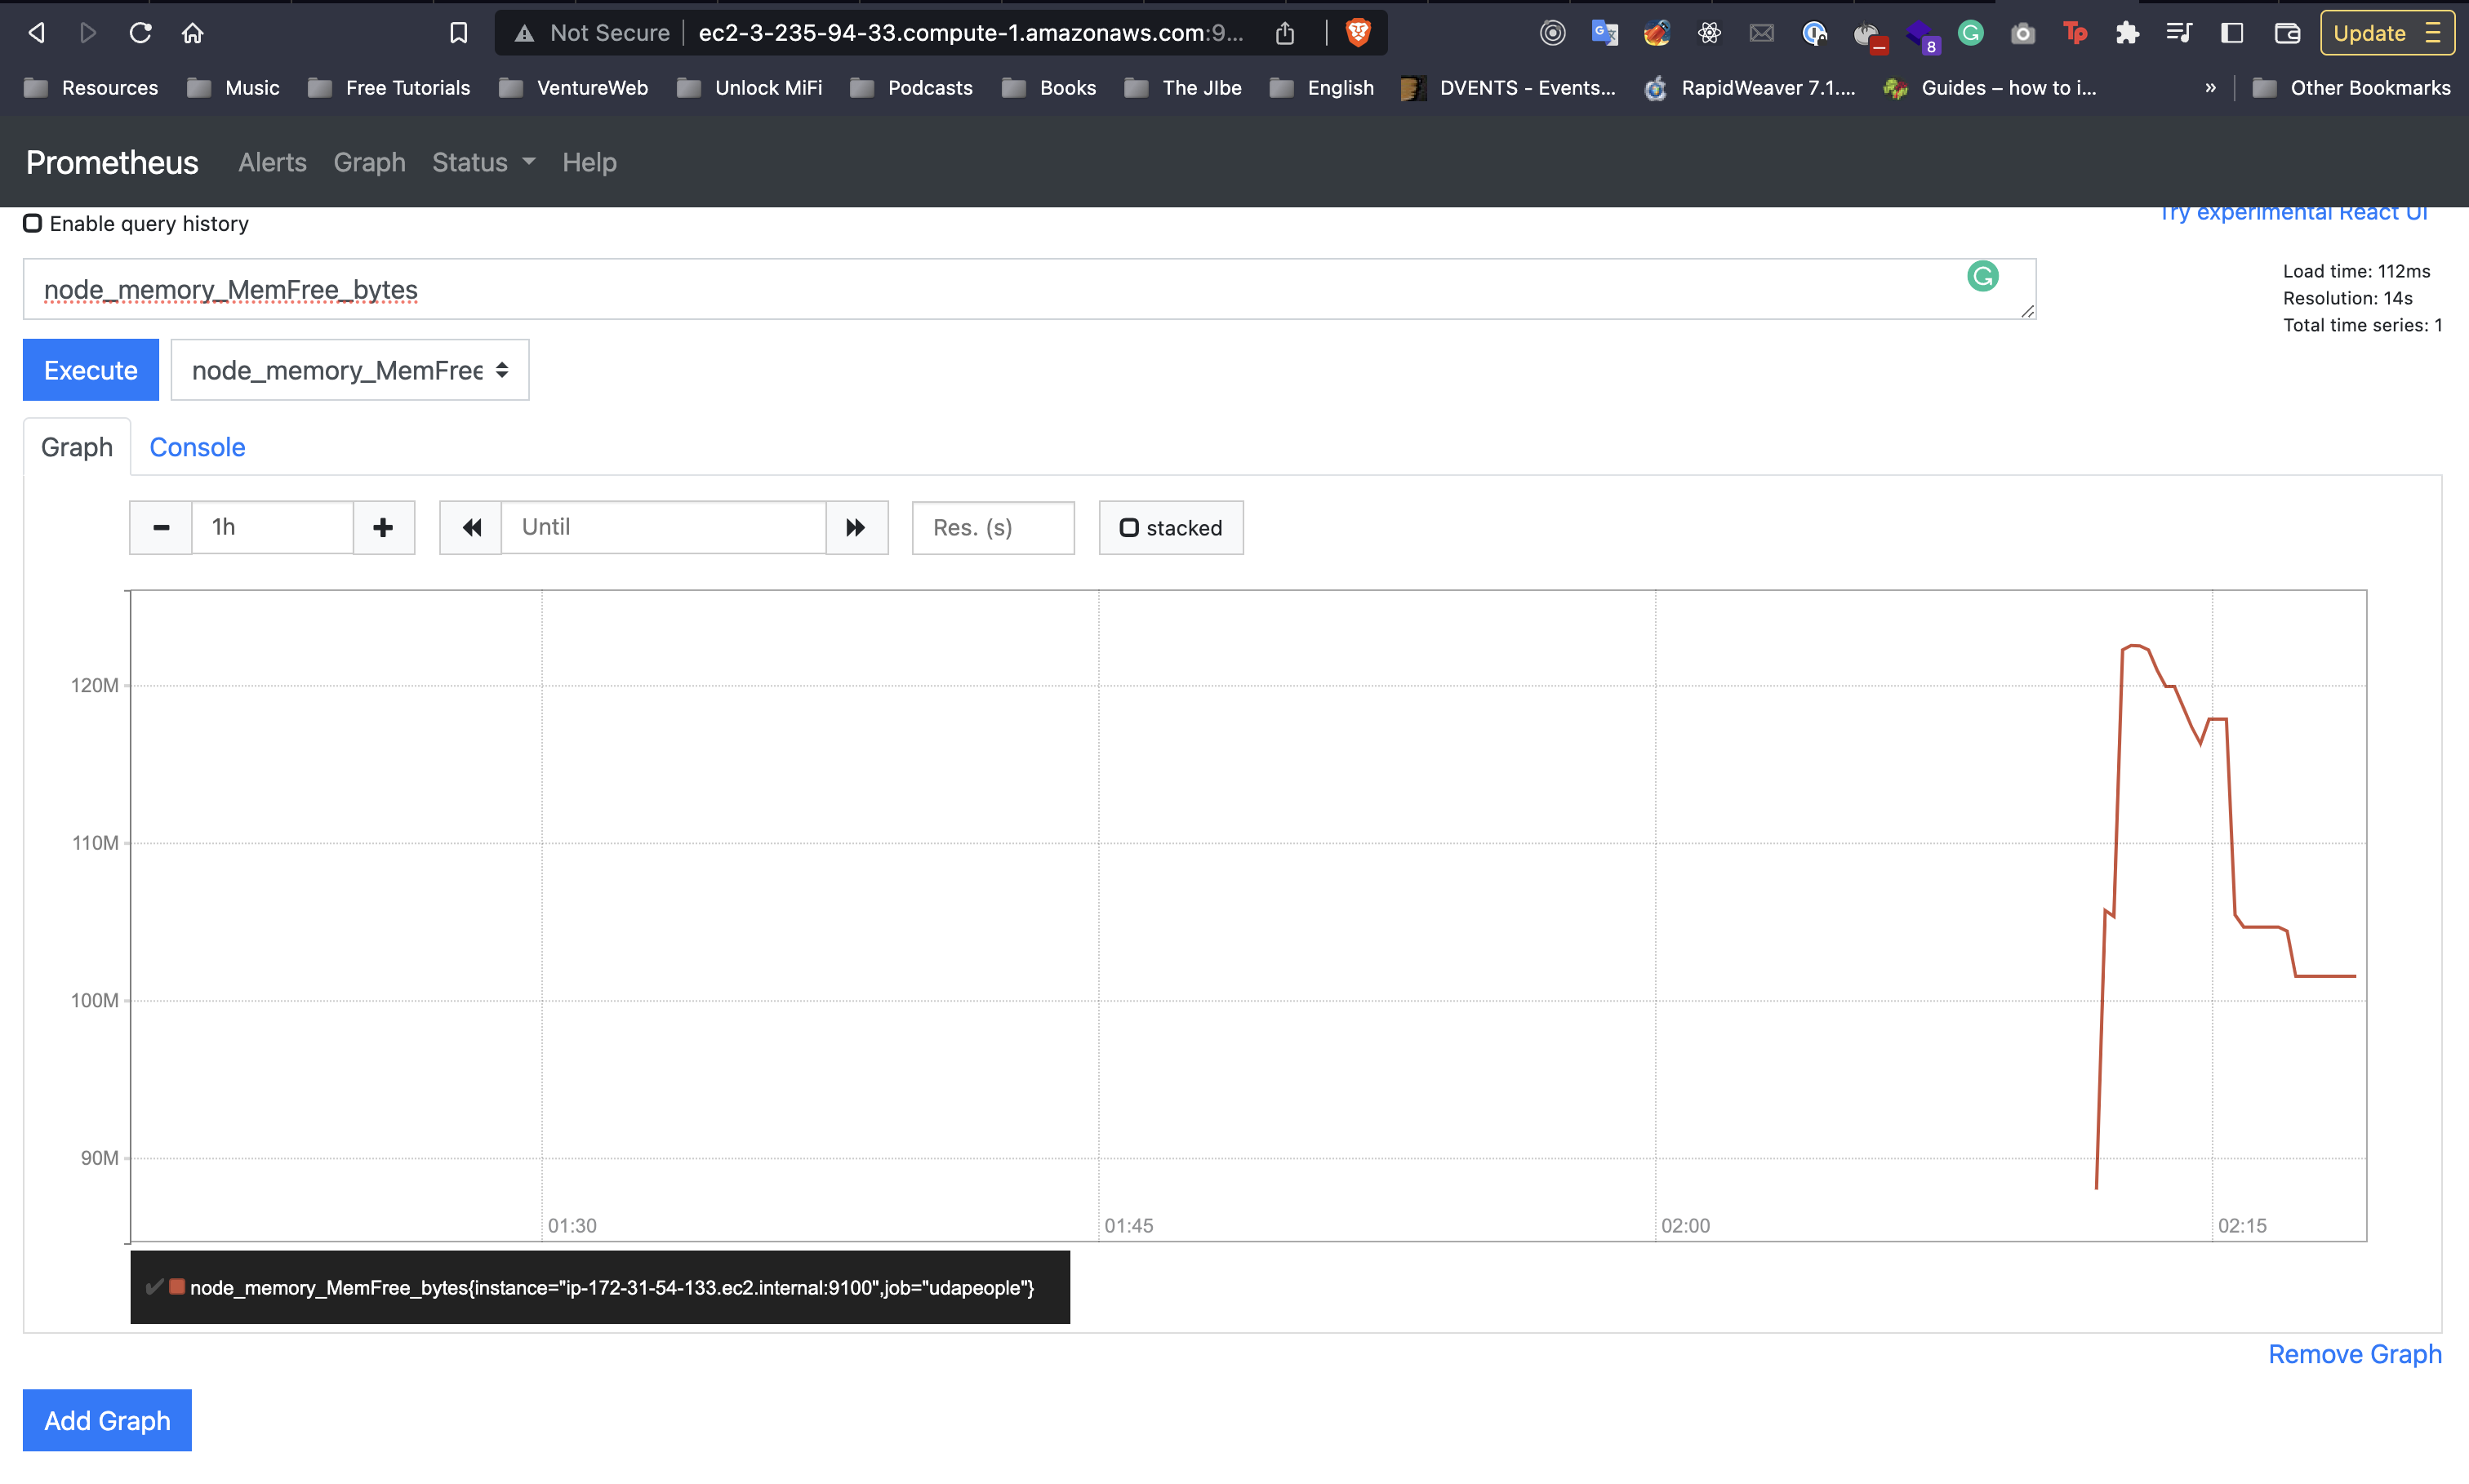 Not Secure ec2-3-235-94-33.compute-1.amazonaws.com:9... 8 Tp Update
Resources Music Free Tutorials VentureWeb Unlock MiFi Podcasts Books The JIbe English DVENTS - Events... RapidWeaver 7.1.... Guides – how to i... » Other Bookmarks
Prometheus Alerts Graph Status Help
Enable query history Try experimental React UI
node_memory_MemFree_bytes
Load time: 112ms
Resolution: 14s
Total time series: 1
Execute node_memory_MemFree
Graph Console
1h Until Res. (s) stacked
120M
110M
100M
90M
01:30 01:45 02:00 02:15
node_memory_MemFree_bytes{instance="ip-172-31-54-133.ec2.internal:9100",job="udapeople"}
Remove Graph
Add Graph